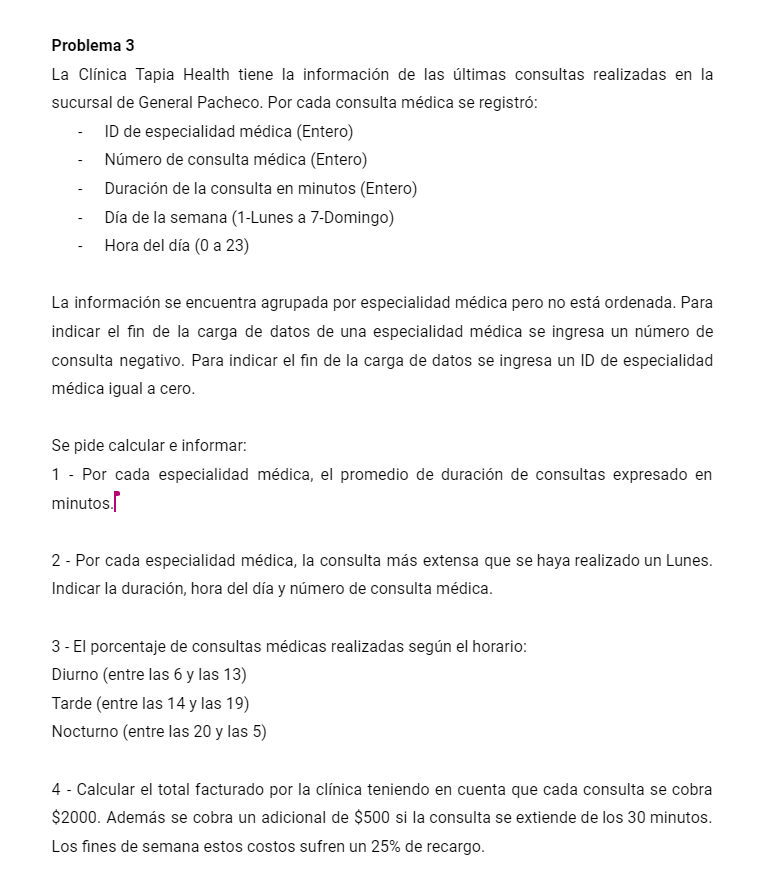 Problema 3
La Clínica Tapia Health tiene la información de las últimas consultas realizadas en la
sucursal de General Pacheco. Por cada consulta médica se registró:
- ID de especialidad médica (Entero)
- Número de consulta médica (Entero)
- Duración de la consulta en minutos (Entero)
- Día de la semana (1-Lunes a 7-Domingo)
- Hora del día (0 a 23)
La información se encuentra agrupada por especialidad médica pero no está ordenada. Para
indicar el fin de la carga de datos de una especialidad médica se ingresa un número de
consulta negativo. Para indicar el fin de la carga de datos se ingresa un ID de especialidad
médica igual a cero.
Se pide calcular e informar:
1 - Por cada especialidad médica, el promedio de duración de consultas expresado en
minutos.
2 - Por cada especialidad médica, la consulta más extensa que se haya realizado un Lunes.
Indicar la duración, hora del día y número de consulta médica.
3 - El porcentaje de consultas médicas realizadas según el horario:
Diurno (entre las 6 y las 13)
Tarde (entre las 14 y las 19)
Nocturno (entre las 20 y las 5)
4 - Calcular el total facturado por la clínica teniendo en cuenta que cada consulta se cobra
$2000. Además se cobra un adicional de $500 si la consulta se extiende de los 30 minutos.
Los fines de semana estos costos sufren un 25% de recargo.